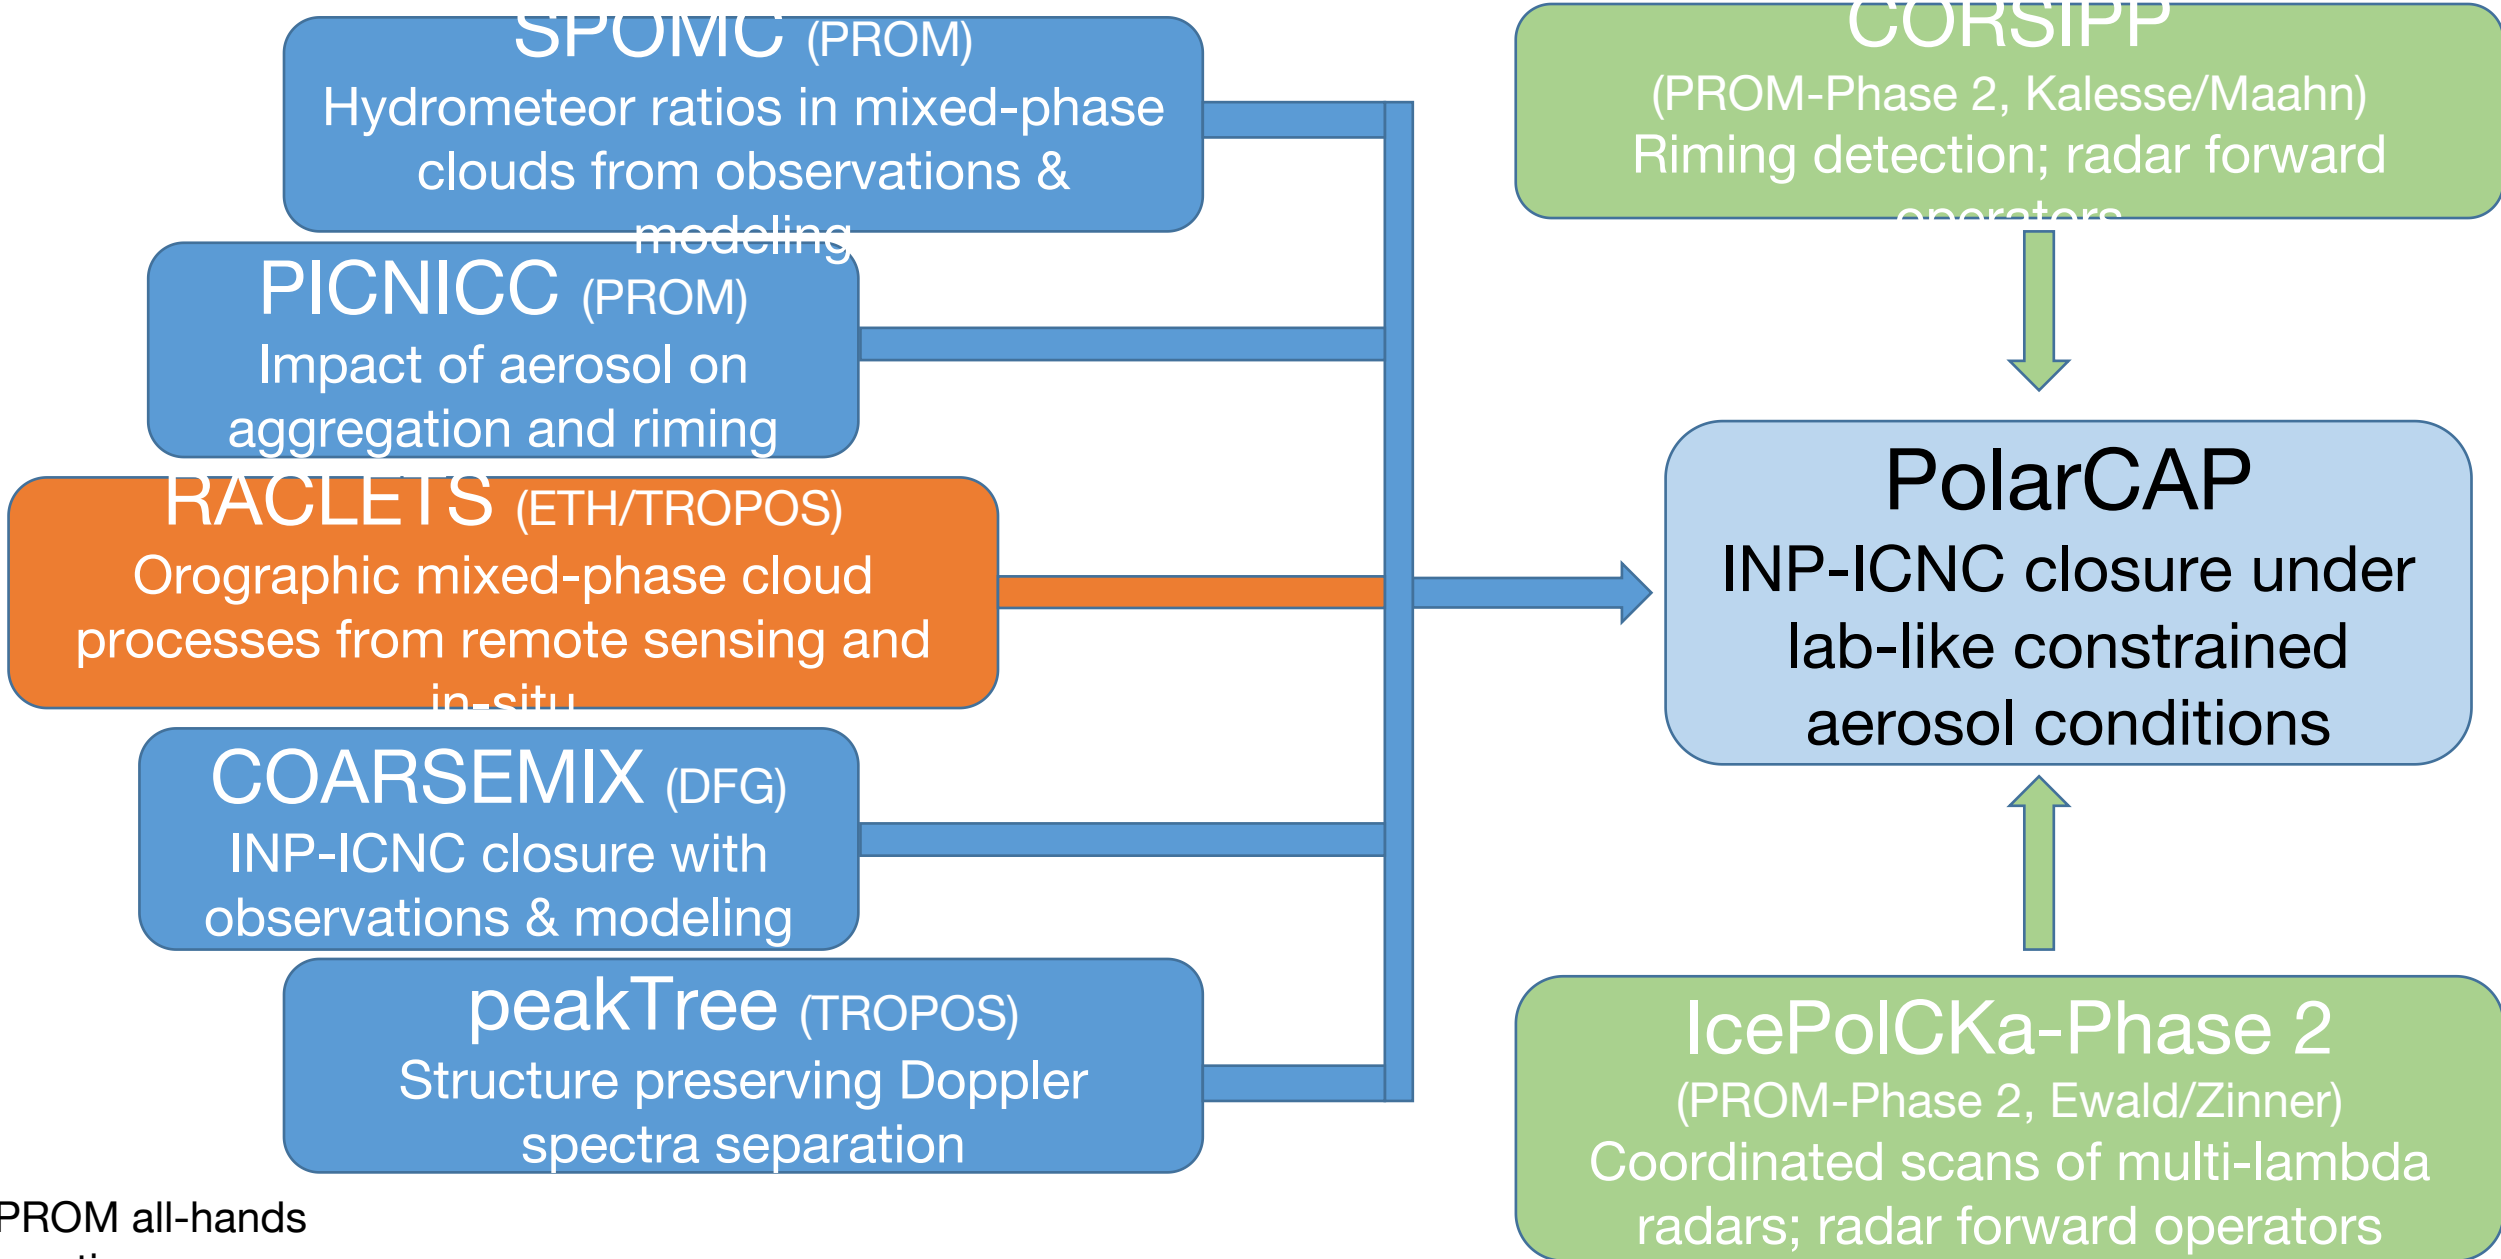 SPOMC (PROM)
Hydrometeor ratios in mixed-phase
clouds from observations &
modeling
PICNICC (PROM)
Impact of aerosol on
aggregation and riming
RACLETS (ETH/TROPOS)
Orographic mixed-phase cloud
processes from remote sensing and
in-situ
COARSEMIX (DFG)
INP-ICNC closure with
observations & modeling
peakTree (TROPOS)
Structure preserving Doppler
spectra separation
CORSIPP
(PROM-Phase 2, Kalesse/Maahn)
Riming detection; radar forward
operators
PolarCAP
INP-ICNC closure under
lab-like constrained
aerosol conditions
IcePolCKa-Phase 2
(PROM-Phase 2, Ewald/Zinner)
Coordinated scans of multi-lambda
radars; radar forward operators
PROM all-hands